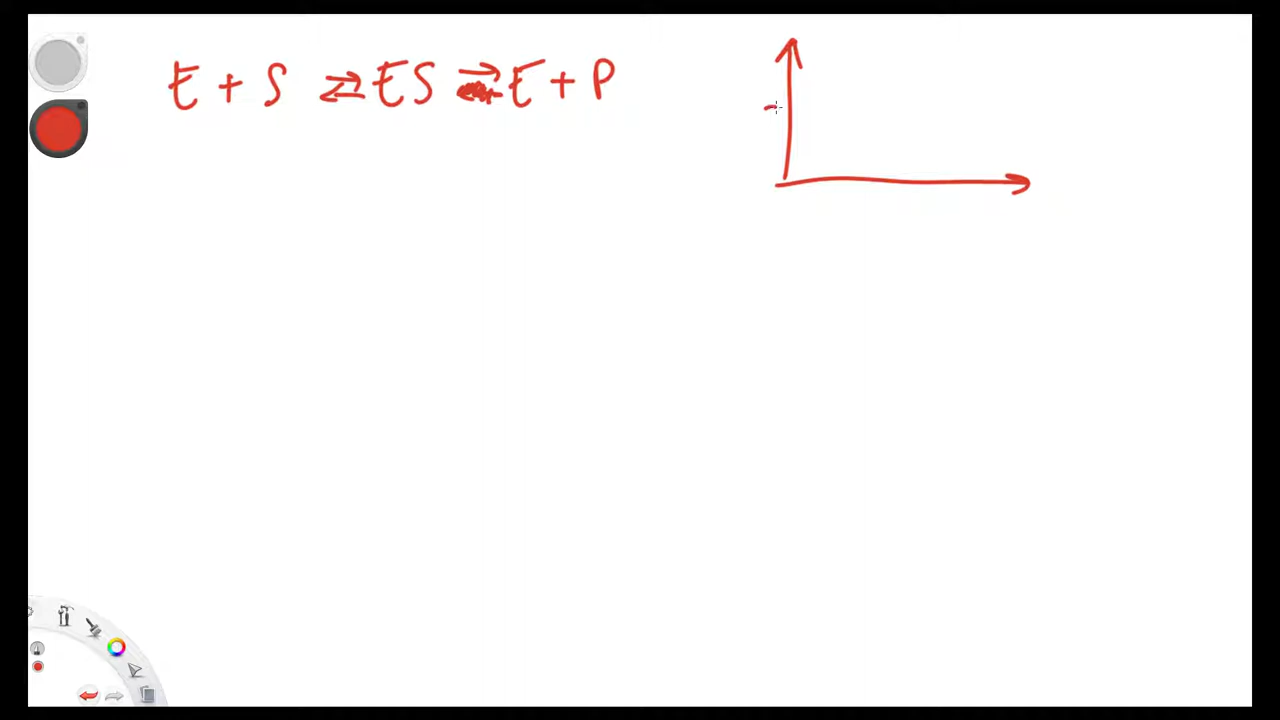 E + S ⇄ ES ⇄ E + P